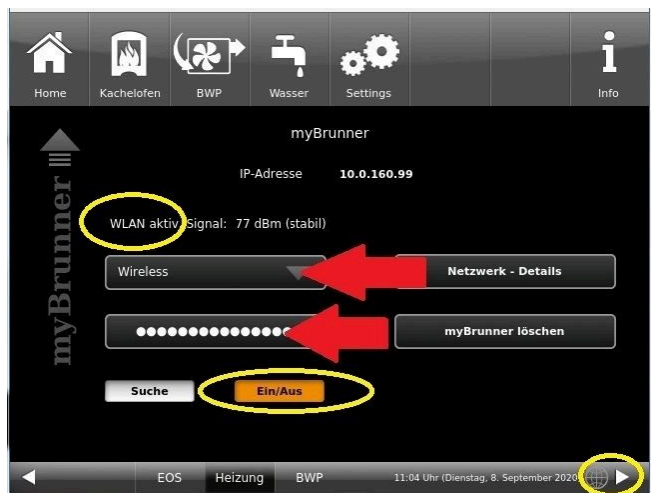 Home Kachelofen BWP Wasser Settings Info
myBrunner
IP-Adresse 10.0.160.99
myBrunner
WLAN aktiv, Signal: 77 dBm (stabil)
Wireless Netzwerk - Details
myBrunner löschen
Suche Ein/Aus
EOS Heizung BWP 11:04 Uhr (Dienstag, 8. September 2020)